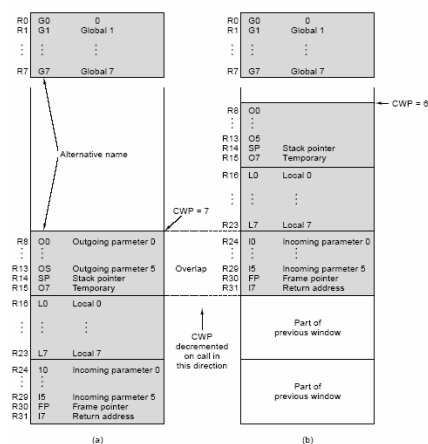 R0 G0 0
R1 G1 Global 1
R7 G7 Global 7
Alternative name
CWP = 7
R8 O0 Outgoing parmeter 0
R13 OS Outgoing parmeter 5
R14 SP Stack pointer
R15 O7 Temporary
R16 L0 Local 0
R23 L7 Local 7
R24 10 Incoming parameter 0
R29 I5 Incoming parmeter 5
R30 FP Frame pointer
R31 I7 Return address
(a)
Overlap
CWP
decremented
on call in
this direction
R0 G0 0
R1 G1 Global 1
R7 G7 Global 7
CWP = 6
R8 O0
R13 O5
R14 SP Stack pointer
R15 O7 Temporary
R16 L0 Local 0
R23 L7 Local 7
R24 I0 Incoming parmeter 0
R29 I5 Incoming parmeter 5
R30 FP Frame pointer
R31 I7 Return address
Part of
previous window
Part of
previous window
(b)